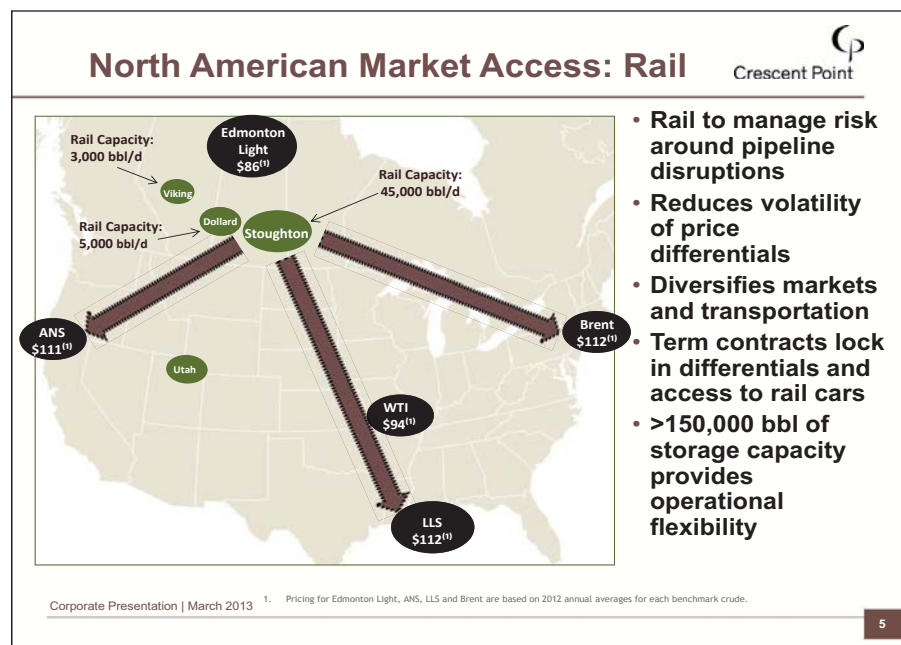 North American Market Access: Rail
Crescent Point
Rail Capacity:
3,000 bbl/d
Edmonton
Light
$86(1)
Rail Capacity:
45,000 bbl/d
Viking
Dollard
Rail Capacity:
5,000 bbl/d
Stoughton
ANS
$111(1)
Brent
$112(1)
Utah
WTI
$94(1)
LLS
$112(1)
• Rail to manage risk
around pipeline
disruptions
• Reduces volatility
of price
differentials
• Diversifies markets
and transportation
• Term contracts lock
in differentials and
access to rail cars
• >150,000 bbl of
storage capacity
provides
operational
flexibility
Corporate Presentation | March 2013
1. Pricing for Edmonton Light, ANS, LLS and Brent are based on 2012 annual averages for each benchmark crude.
5